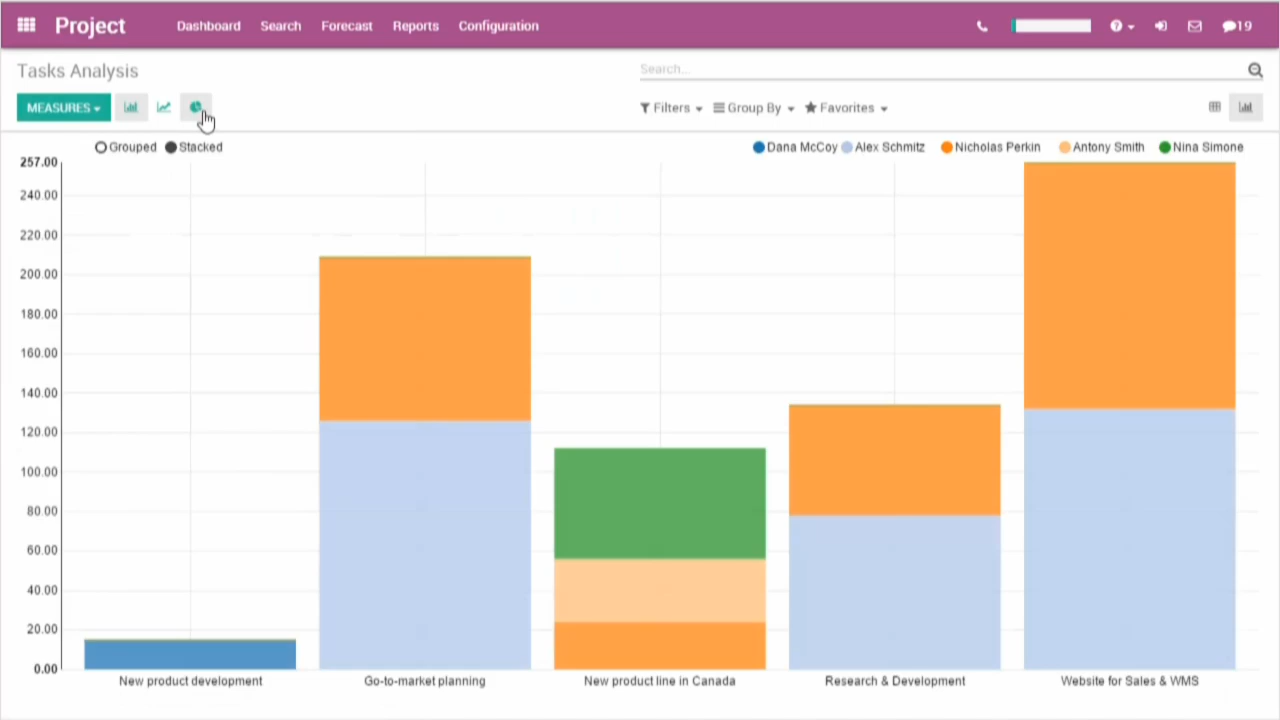 Project Dashboard Search Forecast Reports Configuration 19
Tasks Analysis Search...
MEASURES Filters Group By Favorites
Grouped Stacked Dana McCoy Alex Schmitz Nicholas Perkin Antony Smith Nina Simone
257.00
240.00
220.00
200.00
180.00
160.00
140.00
120.00
100.00
80.00
60.00
40.00
20.00
0.00
New product development Go-to-market planning New product line in Canada Research & Development Website for Sales & WMS